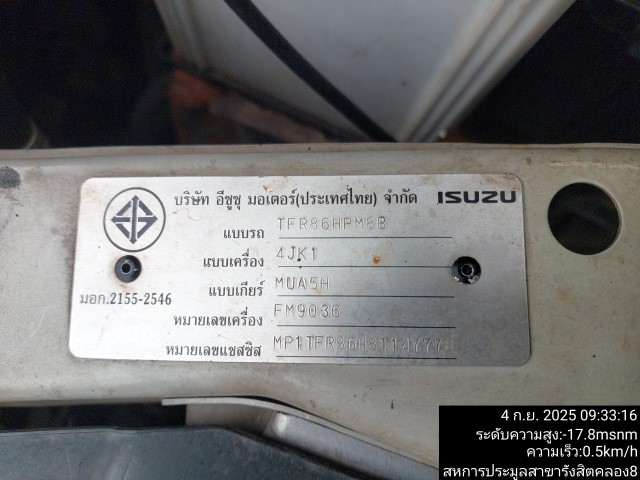 บริษัท อีซูซุ มอเตอร์(ประเทศไทย) จำกัด ISUZU
แบบรถ TFR86HPM8B
แบบเครื่อง 4JK1
แบบเกียร์ MUA5H
มอก.2155-2546
หมายเลขเครื่อง FM9036
หมายเลขแชสซิส
4 ก.ย. 2025 09:33:16
ระดับความสูง:-17.8msnm
ความเร็ว:0.5km/h
สหการประมูลสาขารังสิตคลอง8